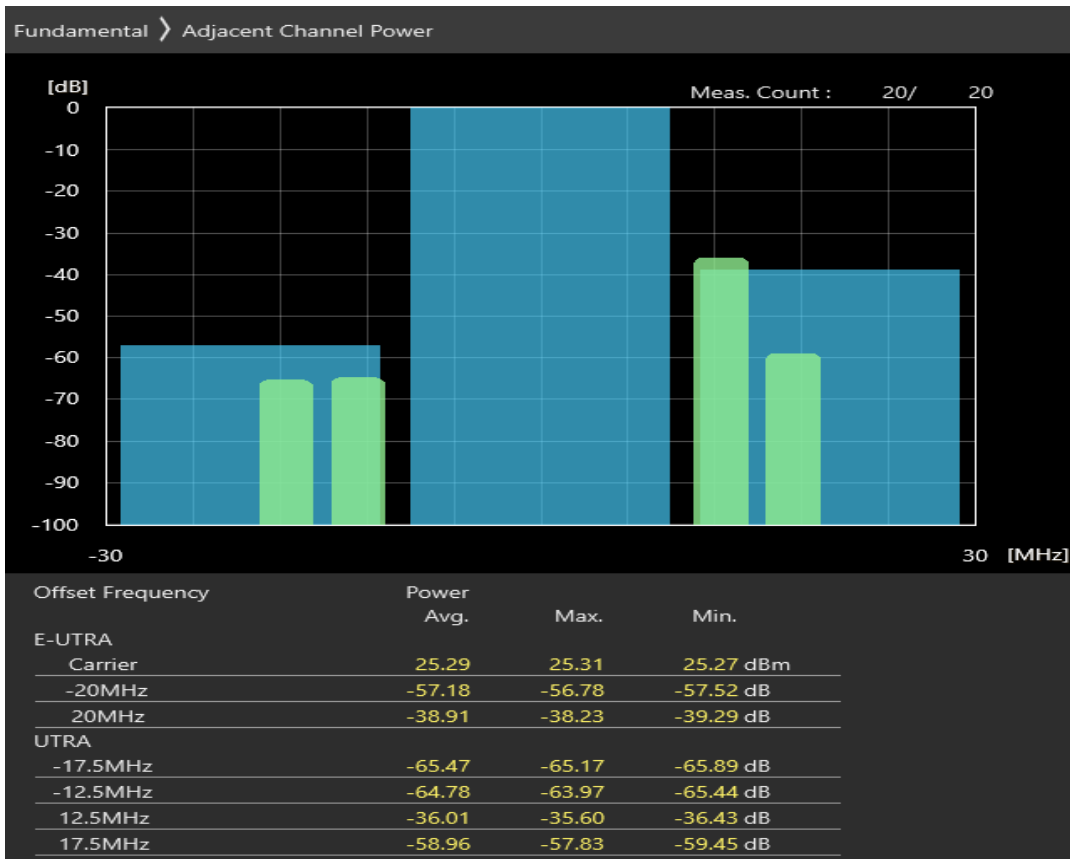 Fundamental 〉 Adjacent Channel Power
[dB]
Meas. Count : 20/ 20
0
-10
-20
-30
-40
-50
-60
-70
-80
-90
-100
-30 30 [MHz]
Offset Frequency Power
Avg. Max. Min.
E-UTRA
Carrier 25.29 25.31 25.27 dBm
-20MHz -57.18 -56.78 -57.52 dB
20MHz -38.91 -38.23 -39.29 dB
UTRA
-17.5MHz -65.47 -65.17 -65.89 dB
-12.5MHz -64.78 -63.97 -65.44 dB
12.5MHz -36.01 -35.60 -36.43 dB
17.5MHz -58.96 -57.83 -59.45 dB